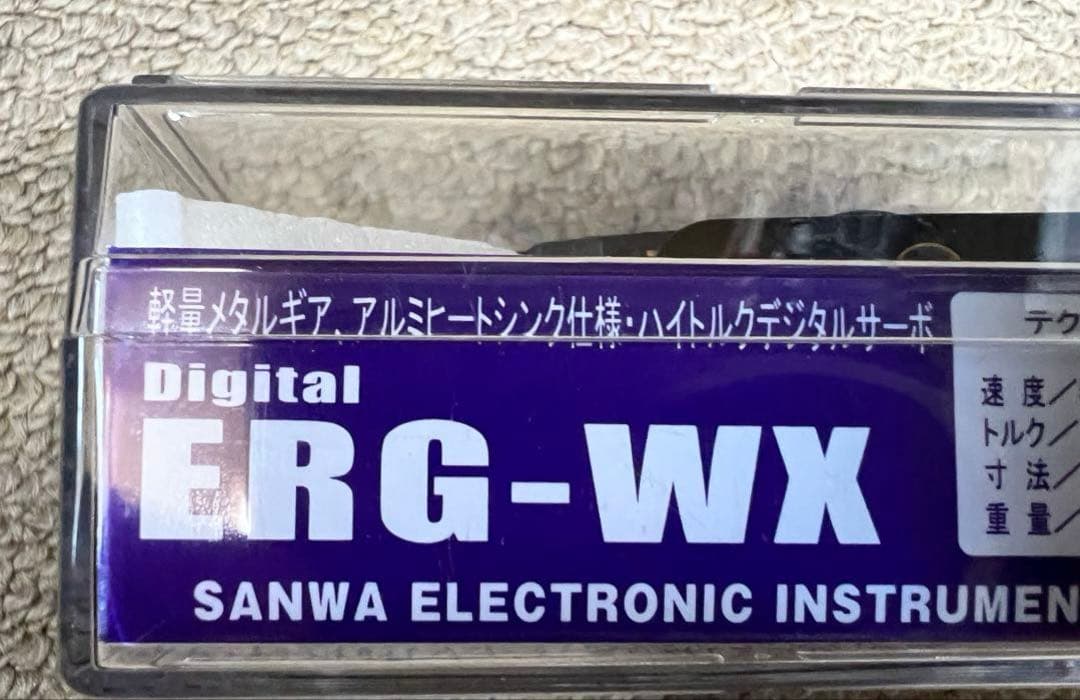 軽量メタルギア、アルミヒートシンク仕様・ハイトルクデジタルサーボ
Digital
ERG-WX
SANWA ELECTRONIC INSTRUMEN
テク
速度/
トルク/
寸法/
重量/